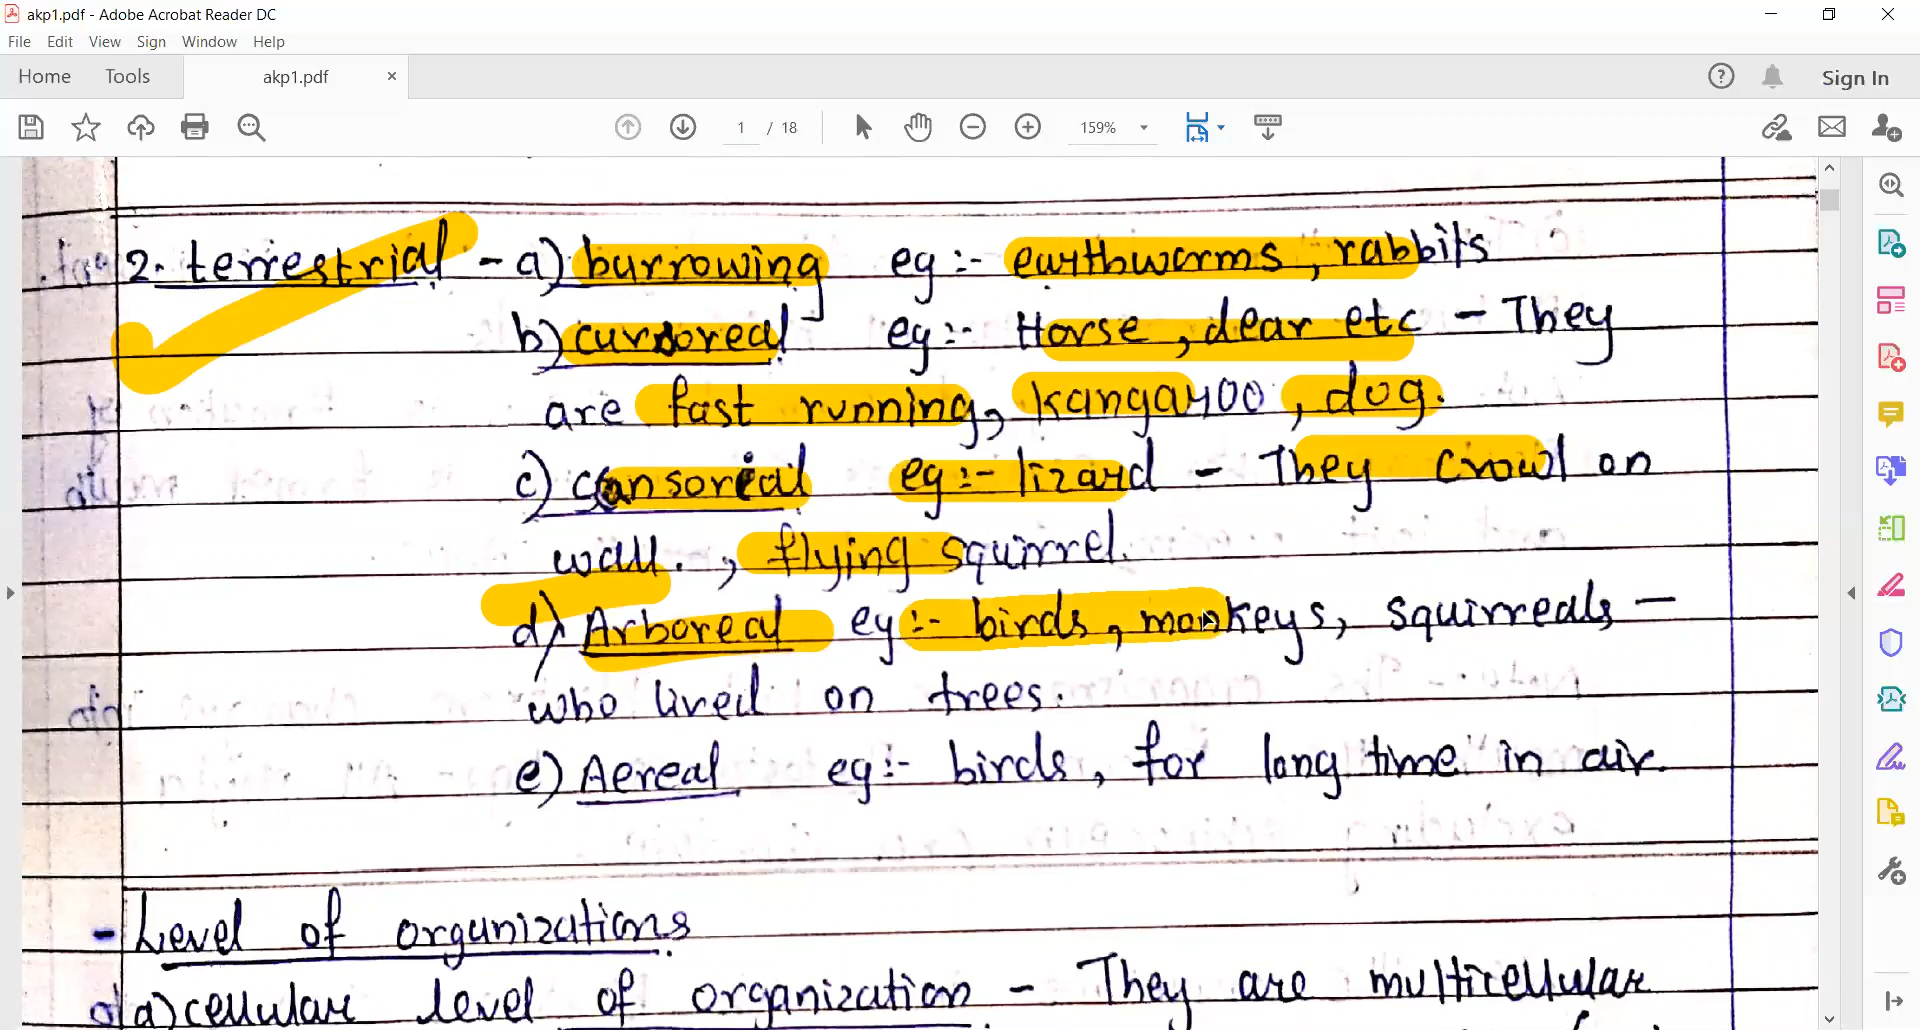 akp1.pdf - Adobe Acrobat Reader DC
File Edit View Sign Window Help
Home Tools akp1.pdf × Sign In
1 / 18 159%
2. terrestrial - a) burrowing eg :- earthworms, rabbits
b) cursoreal eg :- Horse, dear etc - They
are fast running, kangaroo, dog.
c) cansorial eg :- lizard - They crowl on
wall. , flying squirrel.
d) Arboreal eg :- birds, monkeys, squirreals -
who lived on trees.
e) Aereal eg :- birds, for long time in air.
- Level of organizations
a) cellular level of organization - They are multicellular